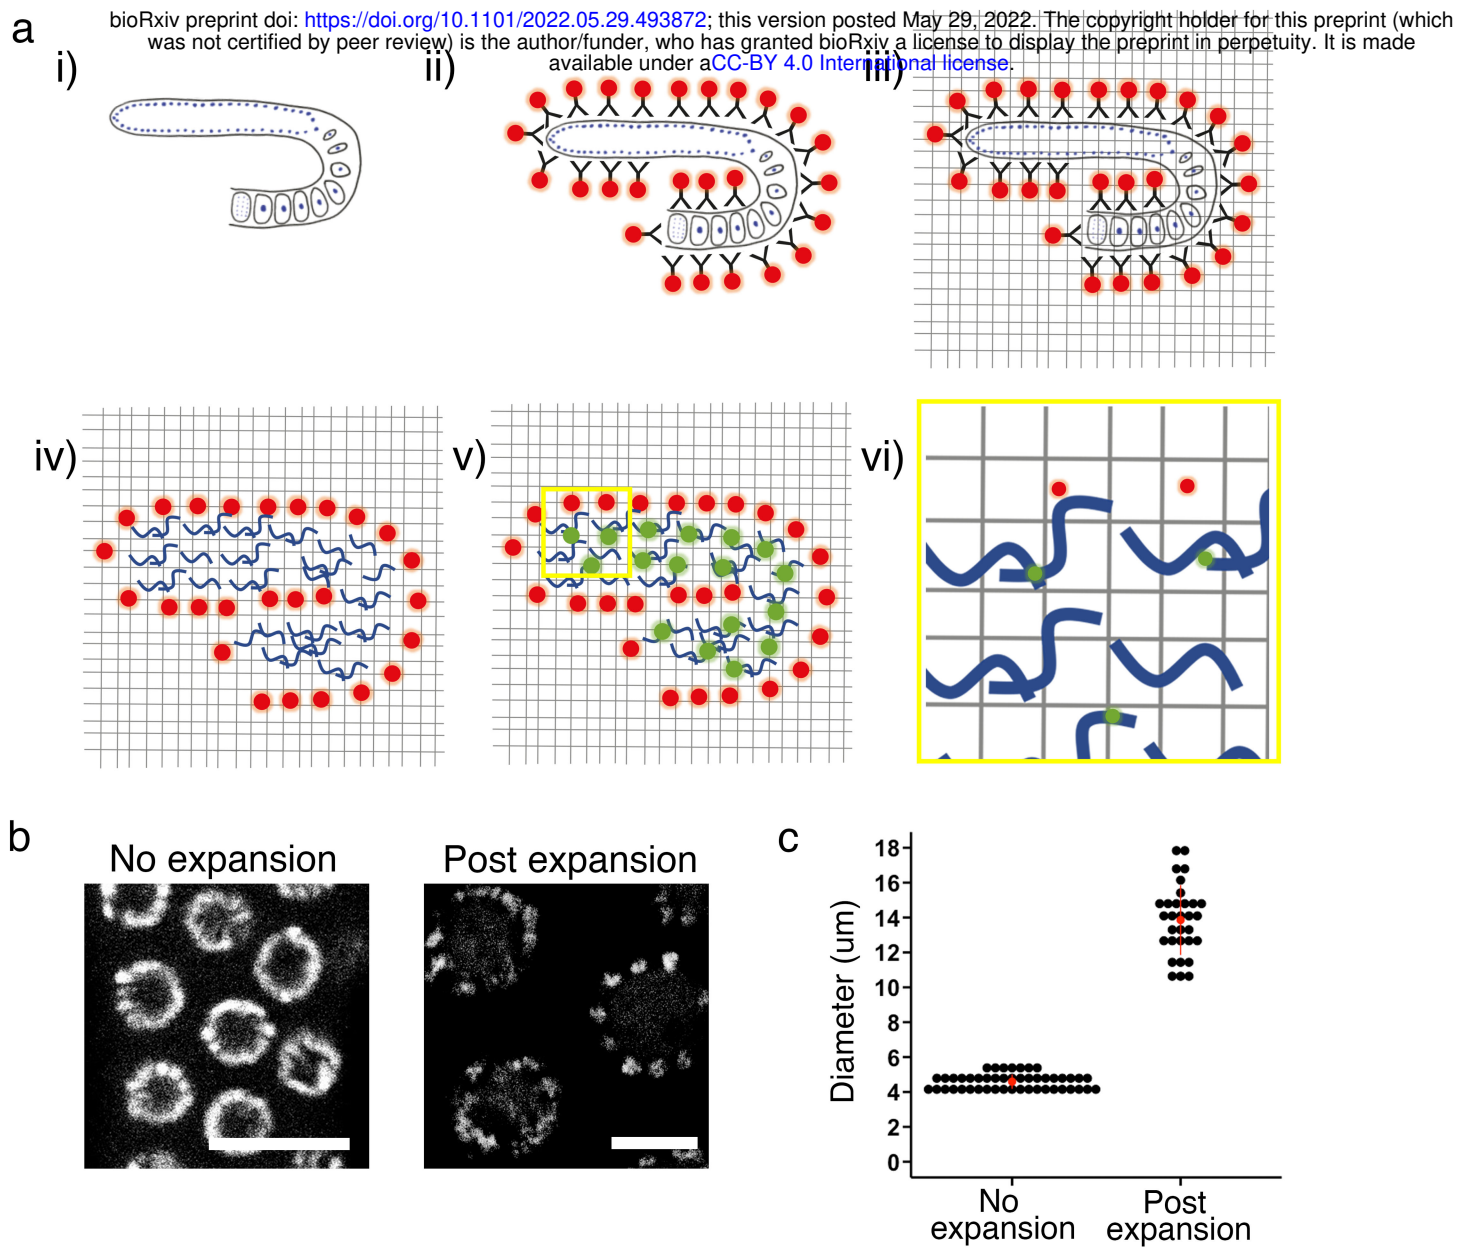 bioRxiv preprint doi: https://doi.org/10.1101/2022.05.29.493872; this version posted May 29, 2022. The copyright holder for this preprint (which
was not certified by peer review) is the author/funder, who has granted bioRxiv a license to display the preprint in perpetuity. It is made
available under aCC-BY 4.0 International license.
a
i)
ii)
iii)
iv)
v)
vi)
b
No expansion
Post expansion
c
Diameter (um)
18
16
14
12
10
8
6
4
2
0
No
expansion
Post
expansion